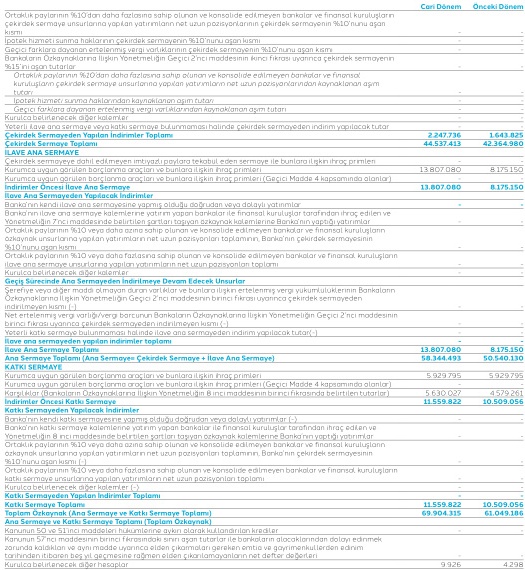 Cari Dönem Önceki Dönem
Ortaklık paylarının %10'dan daha fazlasına sahip olunan ve konsolide edilmeyen bankalar ve finansal kuruluşların
çekirdek sermaye unsurlarına yapılan yatırımların net uzun pozisyonlarının çekirdek sermayenin %10'nunu aşan
kısmı - -
İpotek hizmeti sunma haklarının çekirdek sermayenin %10'nunu aşan kısmı - -
Geçici farklara dayanan ertelenmiş vergi varlıklarının çekirdek sermayenin %10'nunu aşan kısmı - -
Bankaların Özkaynaklarına İlişkin Yönetmeliğin Geçici 2'nci maddesinin ikinci fıkrası uyarınca çekirdek sermayenin
%15'ini aşan tutarlar - -
Ortaklık paylarının %10'dan daha fazlasına sahip olunan ve konsolide edilmeyen bankalar ve finansal
kuruluşların çekirdek sermaye unsurlarına yapılan yatırımların net uzun pozisyonlarından kaynaklanan aşım
tutarı - -
İpotek hizmeti sunma haklarından kaynaklanan aşım tutarı - -
Geçici farklara dayanan ertelenmiş vergi varlıklarından kaynaklanan aşım tutarı - -
Kurulca belirlenecek diğer kalemler - -
Yeterli ilave ana sermaye veya katkı sermaye bulunmaması halinde çekirdek sermayeden indirim yapılacak tutar - -
Çekirdek Sermayeden Yapılan İndirimler Toplamı 2.247.736 1.643.825
Çekirdek Sermaye Toplamı 44.537.413 42.364.980
İLAVE ANA SERMAYE
Çekirdek sermayeye dahil edilmeyen imtiyazlı paylara tekabül eden sermaye ile bunlara ilişkin ihraç primleri - -
Kurumca uygun görülen borçlanma araçları ve bunlara ilişkin ihraç primleri 13.807.080 8.175.150
Kurumca uygun görülen borçlanma araçları ve bunlara ilişkin ihraç primleri (Geçici Madde 4 kapsamında olanlar) - -
İndirimler Öncesi İlave Ana Sermaye 13.807.080 8.175.150
İlave Ana Sermayeden Yapılacak İndirimler
Banka'nın kendi ilave ana sermayesine yapmış olduğu doğrudan veya dolaylı yatırımlar - -
Banka'nın ilave ana sermaye kalemlerine yatırım yapan bankalar ile finansal kuruluşlar tarafından ihraç edilen ve
Yönetmeliğin 7'nci maddesinde belirtilen şartları taşıyan özkaynak kalemlerine Banka'nın yaptığı yatırımlar - -
Ortaklık paylarının %10 veya daha azına sahip olunan ve konsolide edilmeyen bankalar ve finansal kuruluşların
özkaynak unsurlarına yapılan yatırımların net uzun pozisyonları toplamının, Banka'nın çekirdek sermayesinin
%10'unu aşan kısmı - -
Ortaklık paylarının %10 veya daha fazlasına sahip olunan ve konsolide edilmeyen bankalar ve finansal kuruluşların
ilave ana sermaye unsurlarına yapılan yatırımların net uzun pozisyonları toplamı - -
Kurulca belirlenecek diğer kalemler - -
Geçiş Sürecinde Ana Sermayeden İndirilmeye Devam Edecek Unsurlar
Şerefiye veya diğer maddi olmayan duran varlıklar ve bunlara ilişkin ertelenmiş vergi yükümlülüklerinin Bankaların
Özkaynaklarına İlişkin Yönetmeliğin Geçici 2'nci maddesinin birinci fıkrası uyarınca çekirdek sermayeden
indirilmeyen kısmı (-) - -
Net ertelenmiş vergi varlığı/vergi borcunun Bankaların Özkaynaklarına İlişkin Yönetmeliğin Geçici 2'nci maddesinin
birinci fıkrası uyarınca çekirdek sermayeden indirilmeyen kısmı (-) - -
Yeterli katkı sermaye bulunmaması halinde ilave ana sermayeden indirim yapılacak tutar(-) - -
İlave ana sermayeden yapılan indirimler toplamı - -
İlave Ana Sermaye Toplamı 13.807.080 8.175.150
Ana Sermaye Toplamı (Ana Sermaye= Çekirdek Sermaye + İlave Ana Sermaye) 58.344.493 50.540.130
KATKI SERMAYE
Kurumca uygun görülen borçlanma araçları ve bunlara ilişkin ihraç primleri 5.929.795 5.929.795
Kurumca uygun görülen borçlanma araçları ve bunlara ilişkin ihraç primleri (Geçici Madde 4 kapsamında olanlar) - -
Karşılıklar (Bankaların Özkaynaklarına İlişkin Yönetmeliğin 8 inci maddesinin birinci fıkrasında belirtilen tutarlar) 5.630.027 4.579.261
İndirimler Öncesi Katkı Sermaye 11.559.822 10.509.056
Katkı Sermayeden Yapılacak İndirimler
Banka'nın kendi katkı sermayesine yapmış olduğu doğrudan veya dolaylı yatırımlar (-) - -
Banka'nın katkı sermaye kalemlerine yatırım yapan bankalar ile finansal kuruluşlar tarafından ihraç edilen ve
Yönetmeliğin 8 inci maddesinde belirtilen şartları taşıyan özkaynak kalemlerine Banka'nın yaptığı yatırımlar - -
Ortaklık paylarının %10 veya daha azına sahip olunan ve konsolide edilmeyen bankalar ve finansal kuruluşların
özkaynak unsurlarına yapılan yatırımların net uzun pozisyonları toplamının, Banka'nın çekirdek sermayesinin
%10'unu aşan kısmı (-) - -
Ortaklık paylarının %10 veya daha fazlasına sahip olunan ve konsolide edilmeyen bankalar ve finansal kuruluşların
katkı sermaye unsurlarına yapılan yatırımların net uzun pozisyonları toplamı - -
Kurulca belirlenecek diğer kalemler (-) - -
Katkı Sermayeden Yapılan İndirimler Toplamı - -
Katkı Sermaye Toplamı 11.559.822 10.509.056
Toplam Özkaynak (Ana Sermaye ve Katkı Sermaye Toplamı) 69.904.315 61.049.186
Ana Sermaye ve Katkı Sermaye Toplamı (Toplam Özkaynak)
Kanunun 50 ve 51'inci maddeleri hükümlerine aykırı olarak kullandırılan krediler - -
Kanunun 57'nci maddesinin birinci fıkrasındaki sınırı aşan tutarlar ile bankaların alacaklarından dolayı edinmek
zorunda kaldıkları ve aynı madde uyarınca elden çıkarmaları gereken emtia ve gayrimenkullerden edinim
tarihinden itibaren beş yıl geçmesine rağmen elden çıkarılamayanların net defter değerleri - -
Kurulca belirlenecek diğer hesaplar 9.926 4.298